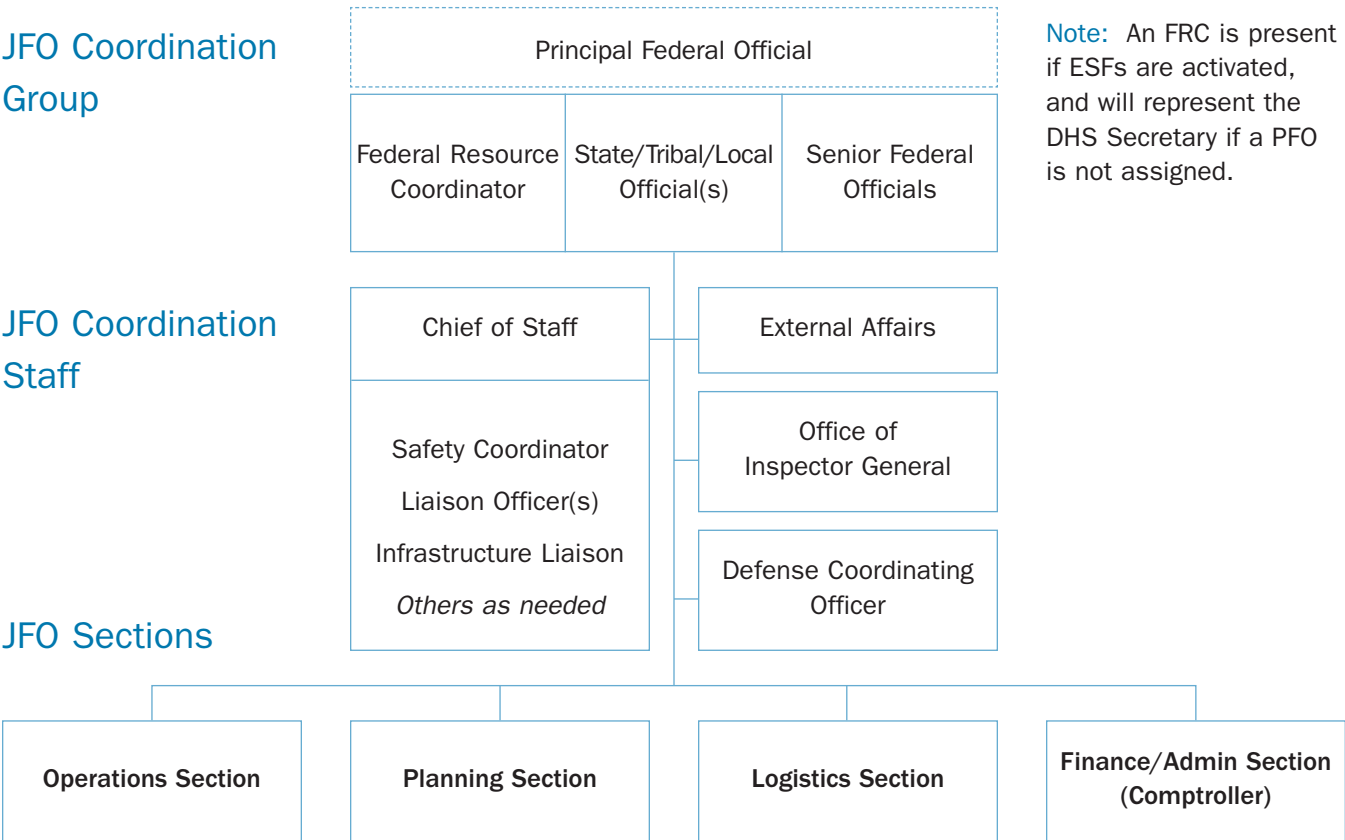 JFO Coordination
Group
Principal Federal Official
Federal Resource
Coordinator
State/Tribal/Local
Official(s)
Senior Federal
Officials
Note: An FRC is present
if ESFs are activated,
and will represent the
DHS Secretary if a PFO
is not assigned.
JFO Coordination
Staff
Chief of Staff
Safety Coordinator
Liaison Officer(s)
Infrastructure Liaison
Others as needed
External Affairs
Office of
Inspector General
Defense Coordinating
Officer
JFO Sections
Operations Section
Planning Section
Logistics Section
Finance/Admin Section
(Comptroller)